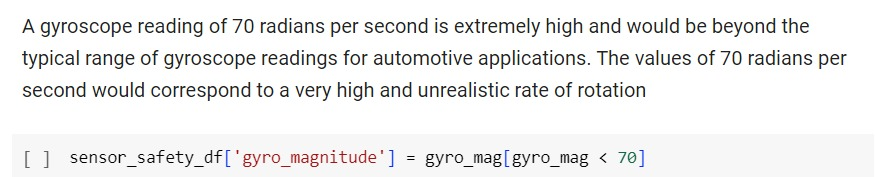 A gyroscope reading of 70 radians per second is extremely high and would be beyond the
typical range of gyroscope readings for automotive applications. The values of 70 radians per
second would correspond to a very high and unrealistic rate of rotation
[ ] sensor_safety_df['gyro_magnitude'] = gyro_mag[gyro_mag < 70]